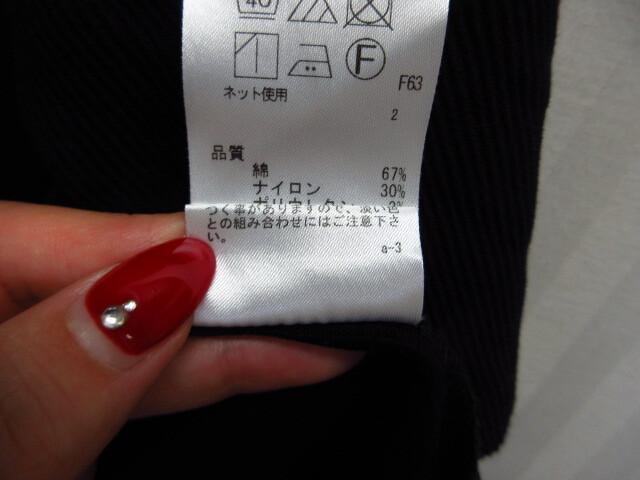 40
F
F63
ネット使用
2
品質
綿 67%
ナイロン 30%
つく事がありますので、淡い色
との組み合わせにはご注意下さ
い。
a-3